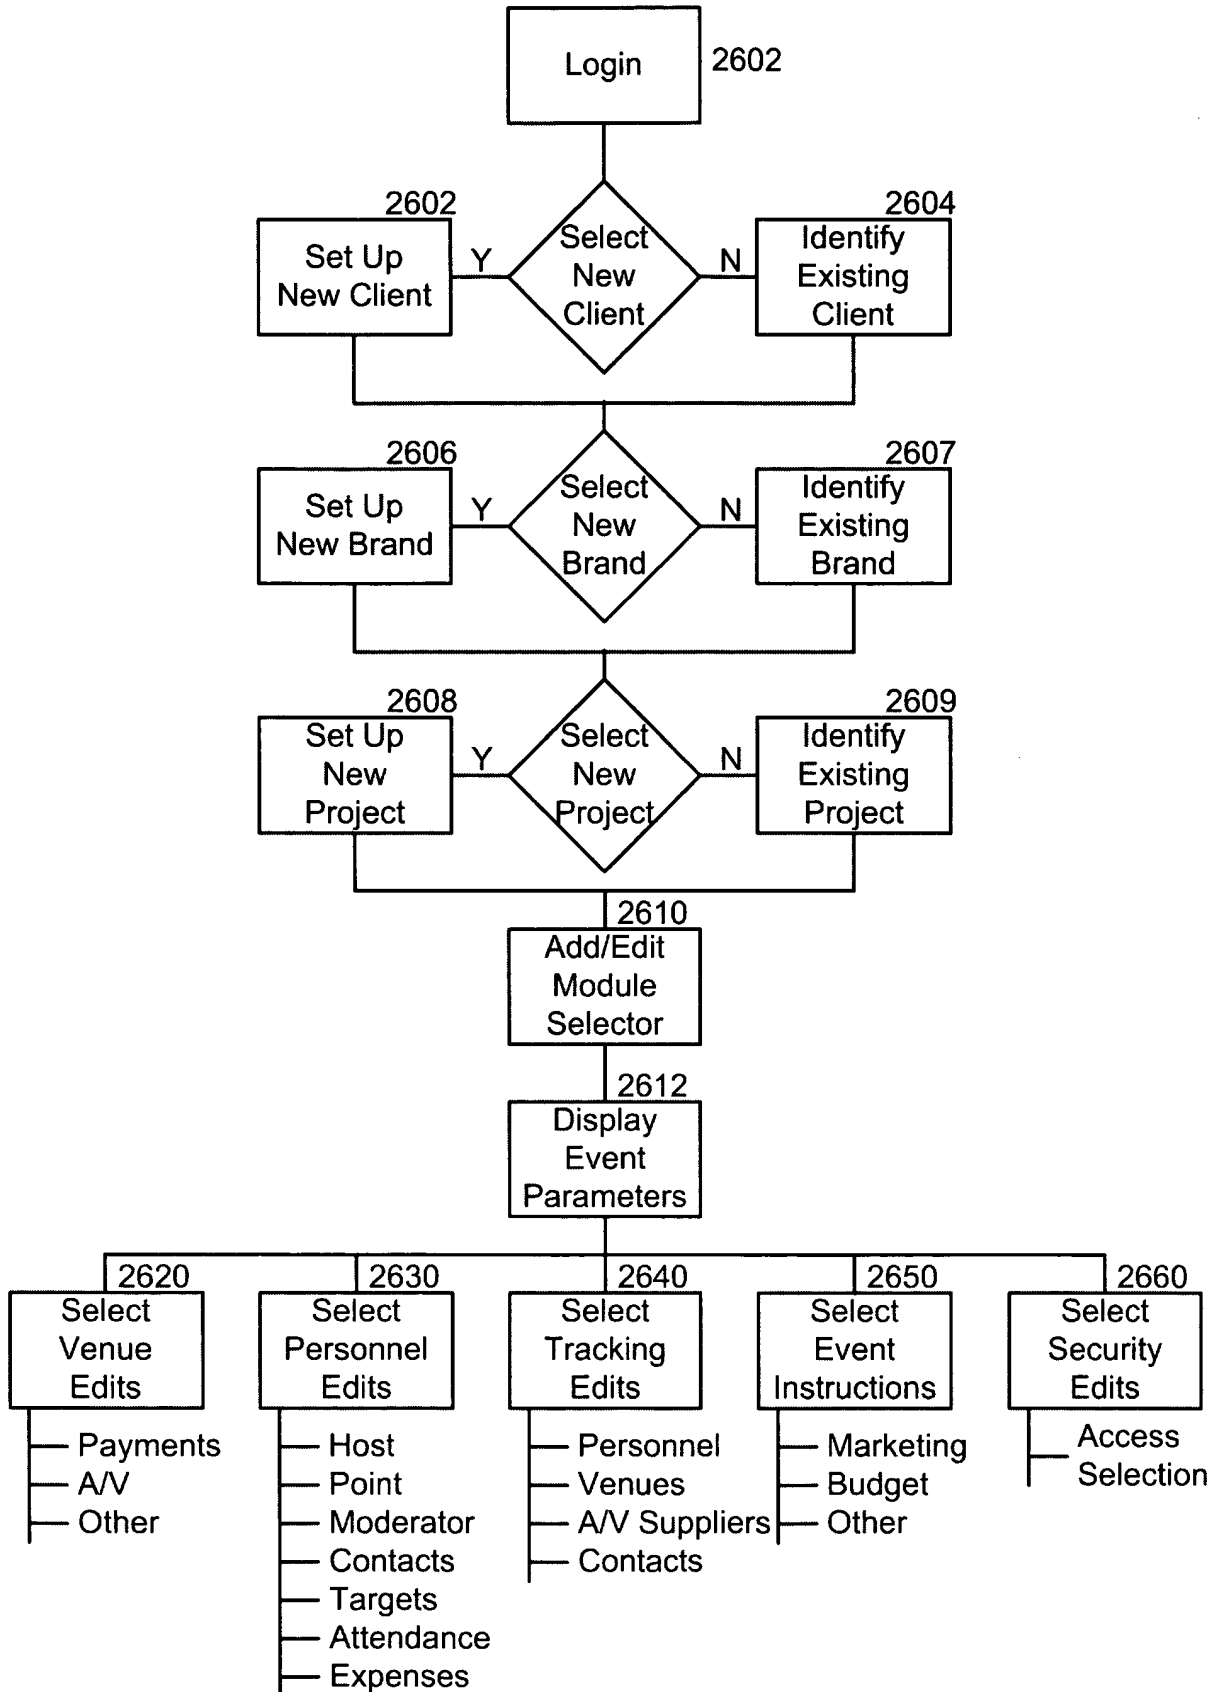 Login
2602
2602
2604
Set Up
New Client
Y
Select
New
Client
N
Identify
Existing
Client
2606
2607
Set Up
New Brand
Y
Select
New
Brand
N
Identify
Existing
Brand
2608
2609
Set Up
New
Project
Y
Select
New
Project
N
Identify
Existing
Project
2610
Add/Edit
Module
Selector
2612
Display
Event
Parameters
2620
Select
Venue
Edits
Payments
A/V
Other
2630
Select
Personnel
Edits
Host
Point
Moderator
Contacts
Targets
Attendance
Expenses
2640
Select
Tracking
Edits
Personnel
Venues
A/V Suppliers
Contacts
2650
Select
Event
Instructions
Marketing
Budget
Other
2660
Select
Security
Edits
Access
Selection